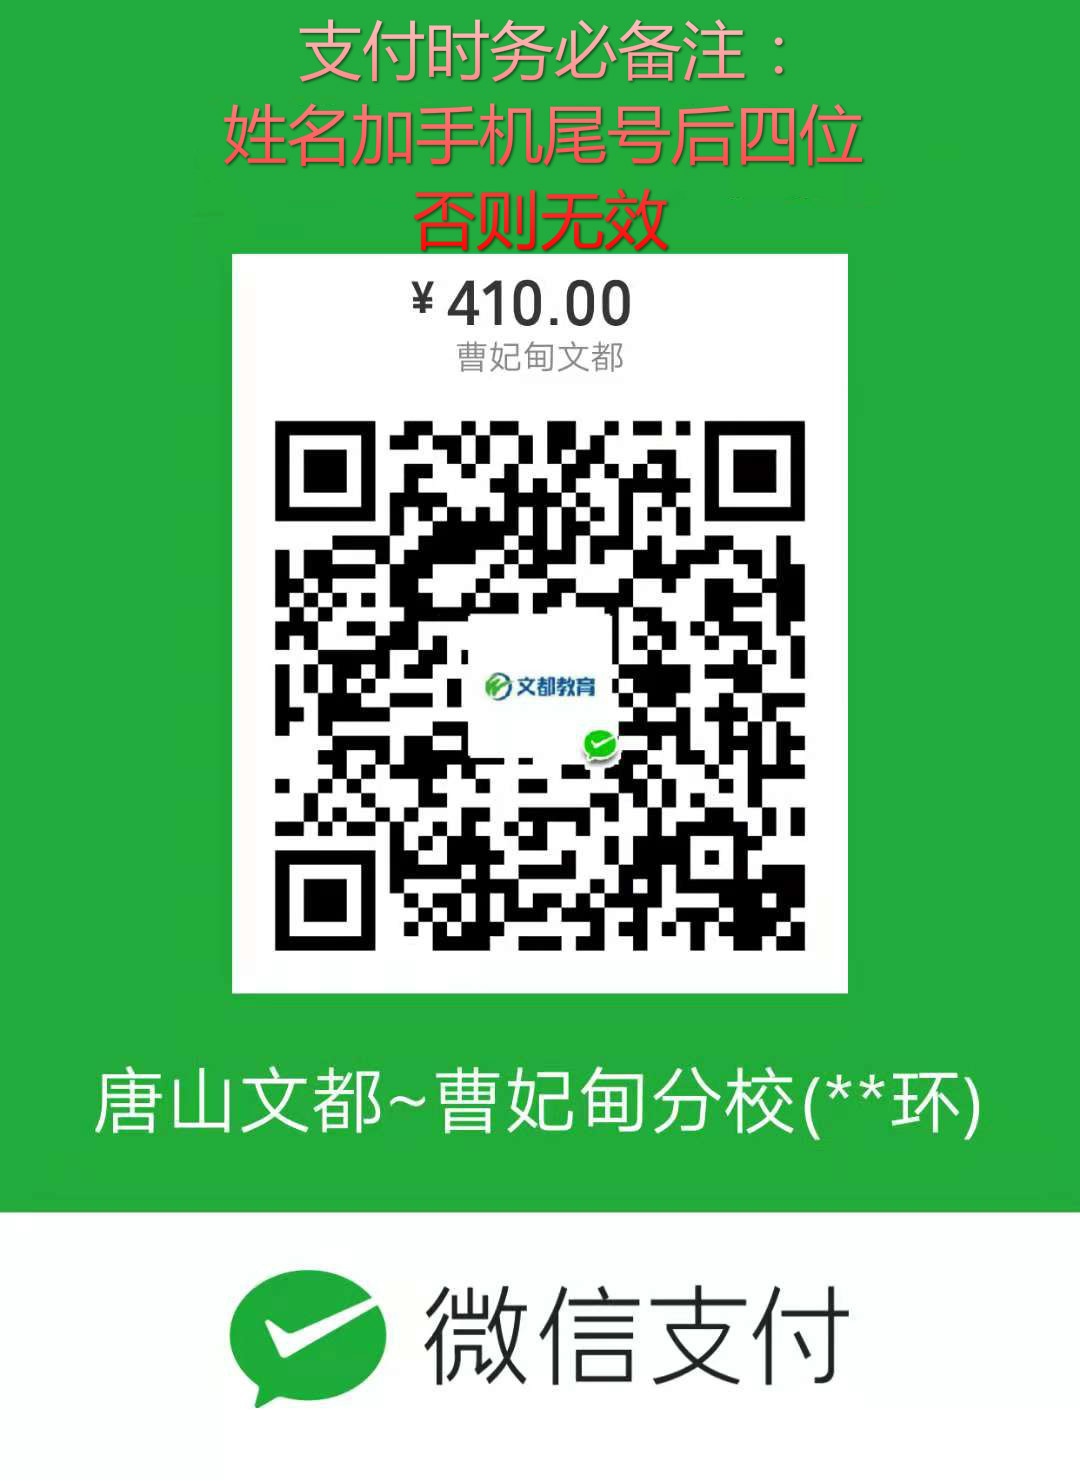 支付时务必备注：
姓名加手机尾号后四位
否则无效
¥410.00
曹妃甸文都
文都教育
唐山文都~曹妃甸分校(**环)
微信支付